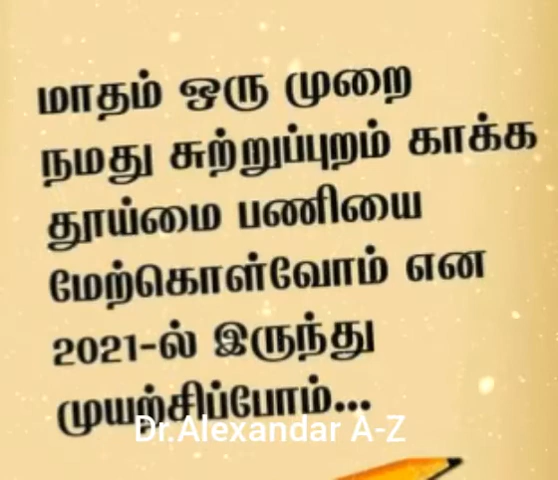 மாதம் ஒரு முறை
நமது சுற்றுப்புறம் காக்க
தூய்மை பணியை
மேற்கொள்வோம் என
2021-ல் இருந்து
முயற்சிப்போம்...
Dr.Alexandar A-Z